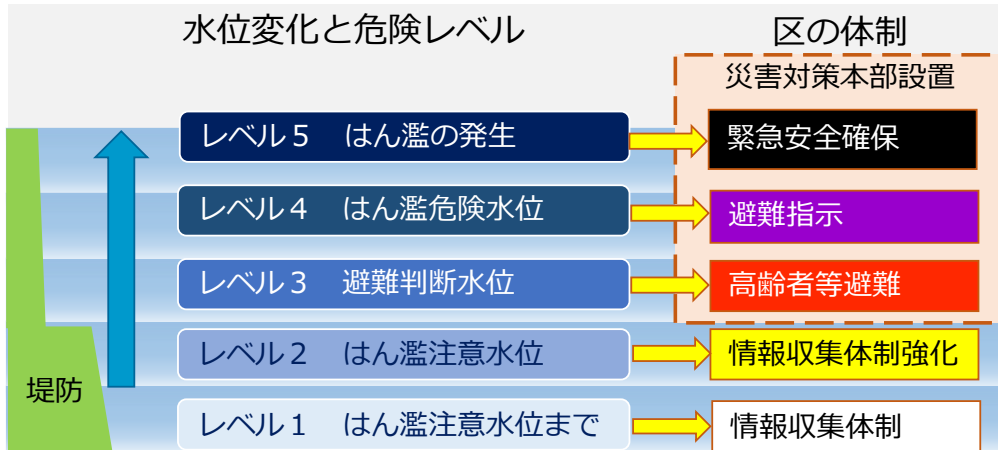 水位変化と危険レベル
区の体制
災害対策本部設置
レベル５　はん濫の発生
緊急安全確保
レベル４　はん濫危険水位
避難指示
レベル３　避難判断水位
高齢者等避難
レベル２　はん濫注意水位
情報収集体制強化
堤防
レベル１　はん濫注意水位まで
情報収集体制